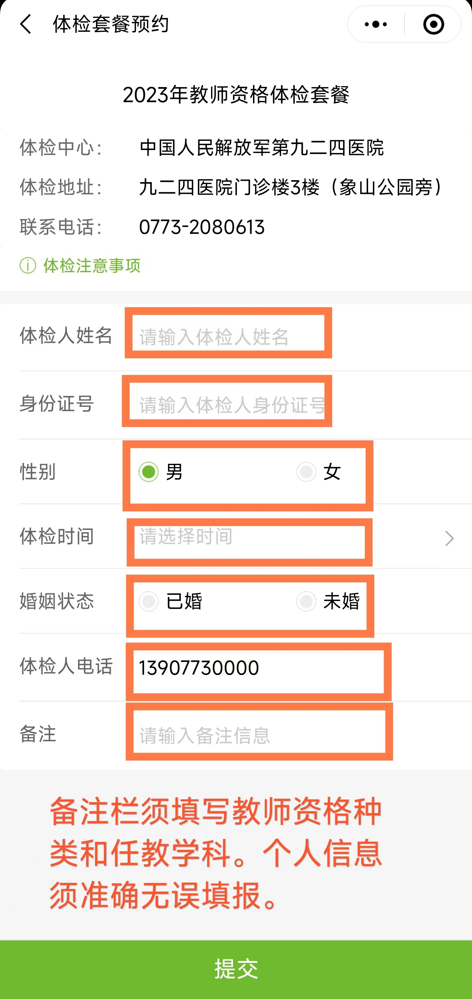 体检套餐预约
2023年教师资格体检套餐
体检中心： 中国人民解放军第九二四医院
体检地址： 九二四医院门诊楼3楼（象山公园旁）
联系电话： 0773-2080613
体检注意事项
体检人姓名 请输入体检人姓名
身份证号 请输入体检人身份证号
性别 男 女
体检时间 请选择时间
婚姻状态 已婚 未婚
体检人电话 13907730000
备注 请输入备注信息
备注栏须填写教师资格种
类和任教学科。个人信息
须准确无误填报。
提交